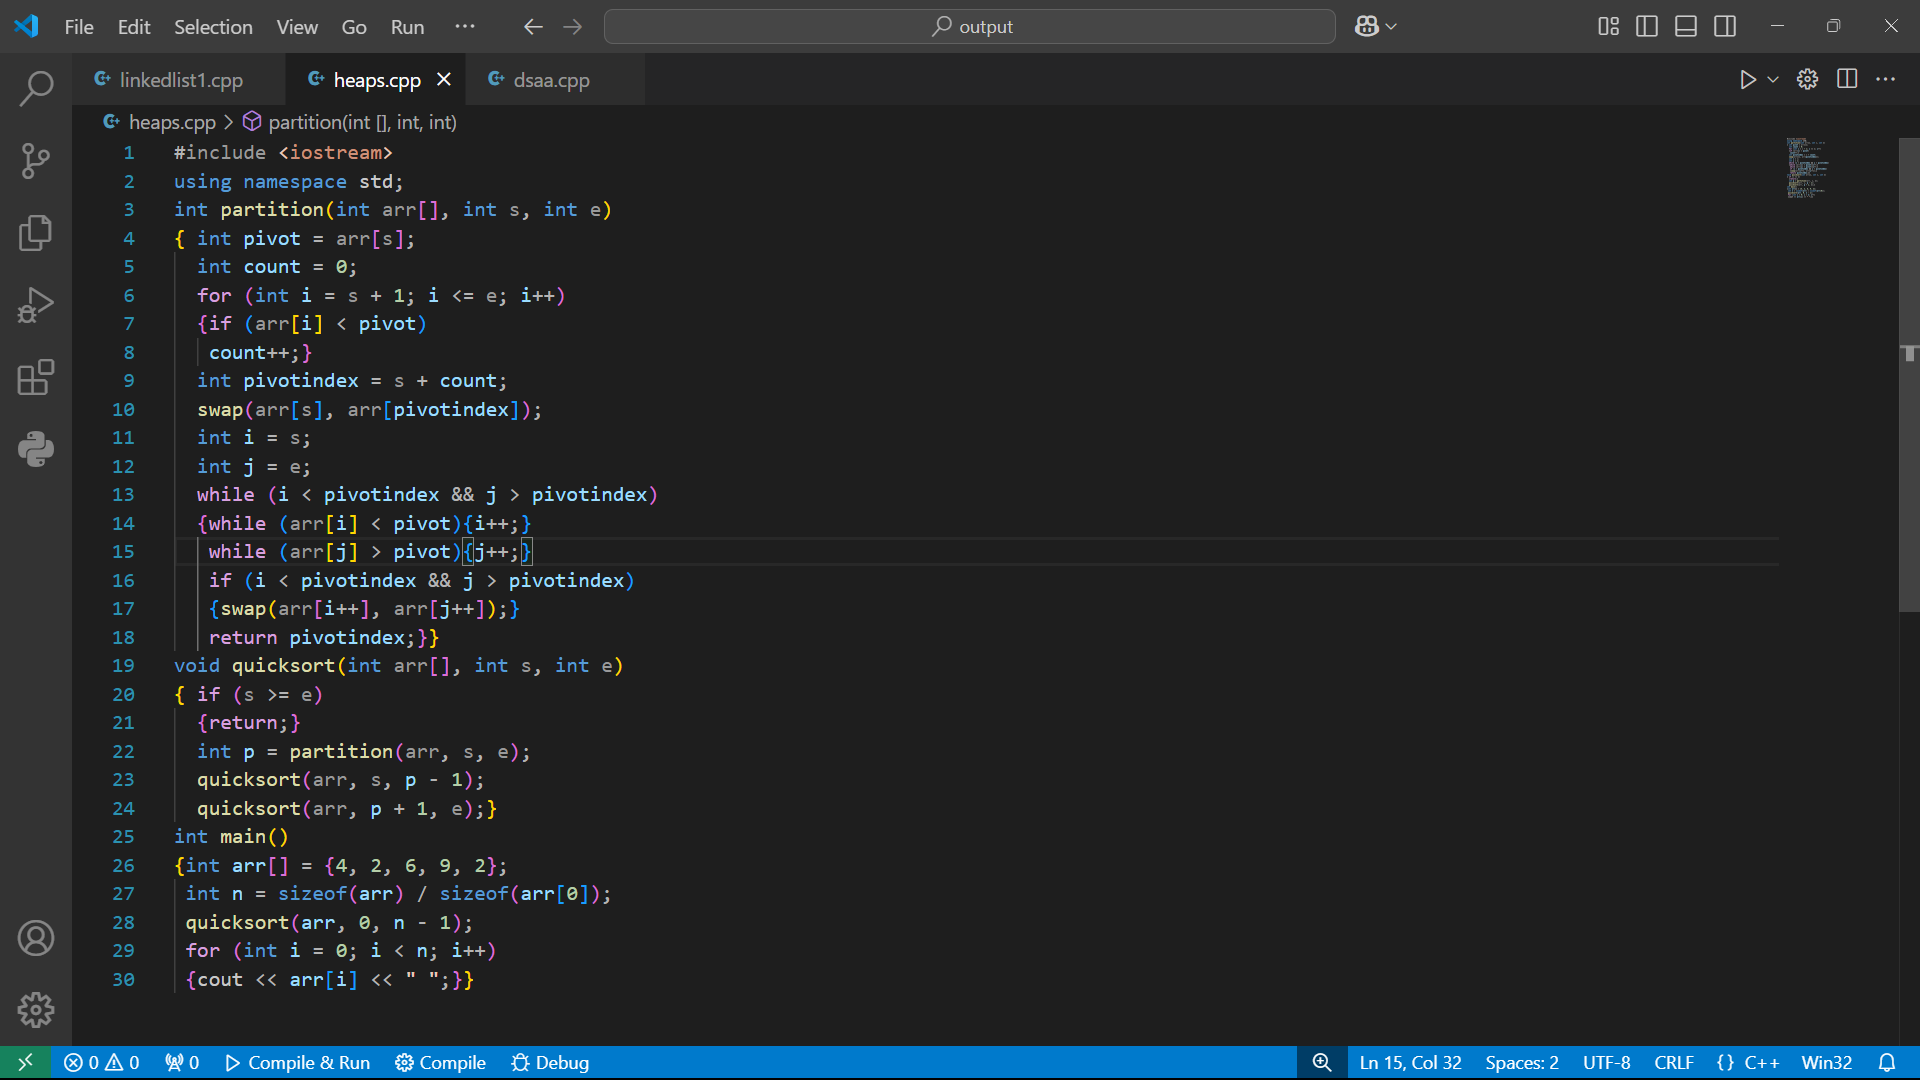 File Edit Selection View Go Run ··· output
linkedlist1.cpp heaps.cpp dsaa.cpp
heaps.cpp > partition(int [], int, int)
1 #include <iostream>
2 using namespace std;
3 int partition(int arr[], int s, int e)
4 { int pivot = arr[s];
5 int count = 0;
6 for (int i = s + 1; i <= e; i++)
7 {if (arr[i] < pivot)
8 count++;}
9 int pivotindex = s + count;
10 swap(arr[s], arr[pivotindex]);
11 int i = s;
12 int j = e;
13 while (i < pivotindex && j > pivotindex)
14 {while (arr[i] < pivot){i++;}
15 while (arr[j] > pivot){j++;}
16 if (i < pivotindex && j > pivotindex)
17 {swap(arr[i++], arr[j++]);}
18 return pivotindex;}}
19 void quicksort(int arr[], int s, int e)
20 { if (s >= e)
21 {return;}
22 int p = partition(arr, s, e);
23 quicksort(arr, s, p - 1);
24 quicksort(arr, p + 1, e);}
25 int main()
26 {int arr[] = {4, 2, 6, 9, 2};
27 int n = sizeof(arr) / sizeof(arr[0]);
28 quicksort(arr, 0, n - 1);
29 for (int i = 0; i < n; i++)
30 {cout << arr[i] << " ";}}
0 0 0 Compile & Run Compile Debug Ln 15, Col 32 Spaces: 2 UTF-8 CRLF {} C++ Win32